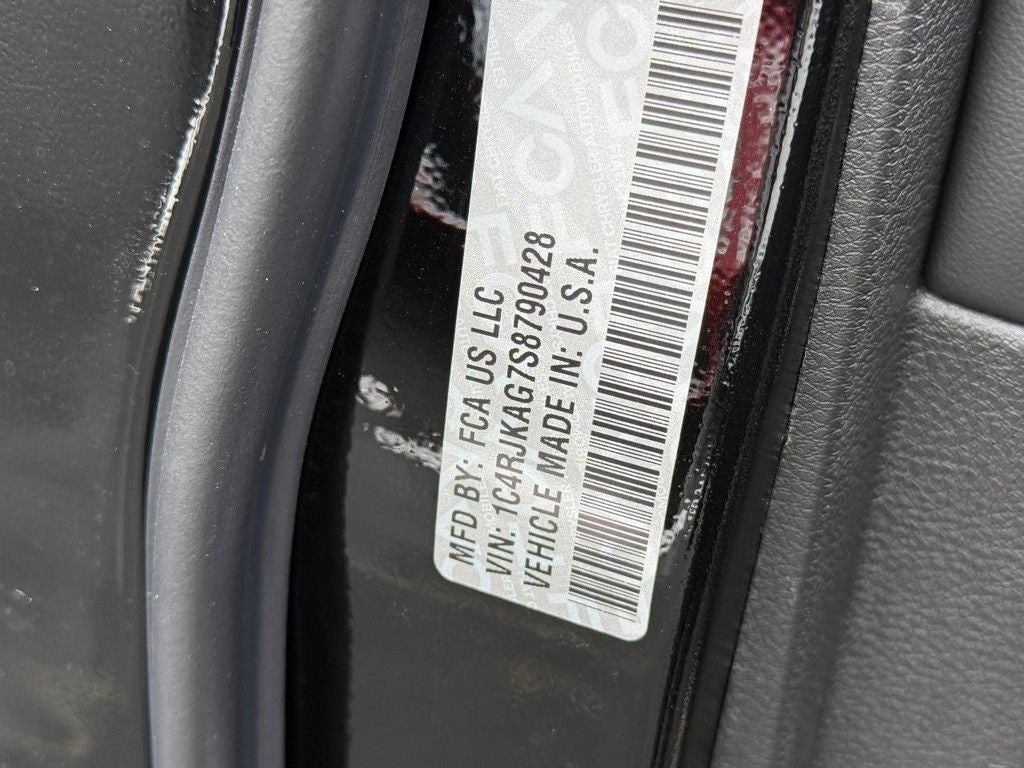 MFD BY: FCA US LLC
VIN: 1C4RJKAG7S8790428
VEHICLE MADE IN: U.S.A.